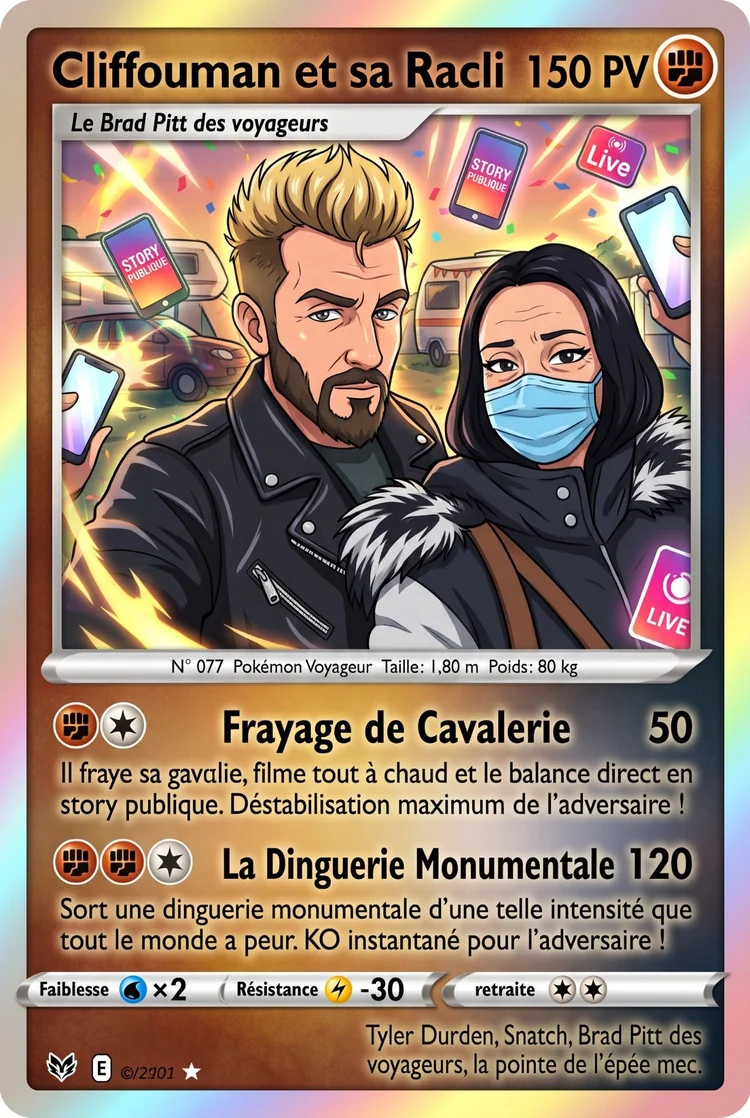 Cliffouman et sa Racli 150 PV
Le Brad Pitt des voyageurs
STORY
PUBLIQUE
Live
STORY
PUBLIQUE
LIVE
N° 077 Pokémon Voyageur Taille: 1,80 m Poids: 80 kg
Frayage de Cavalerie 50
Il fraye sa gavalie, filme tout à chaud et le balance direct en
story publique. Déstabilisation maximum de l'adversaire !
La Dinguerie Monumentale 120
Sort une dinguerie monumentale d'une telle intensité que
tout le monde a peur. KO instantané pour l'adversaire !
Faiblesse ×2 Résistance -30 retraite
Tyler Durden, Snatch, Brad Pitt des
voyageurs, la pointe de l'épée mec.
E